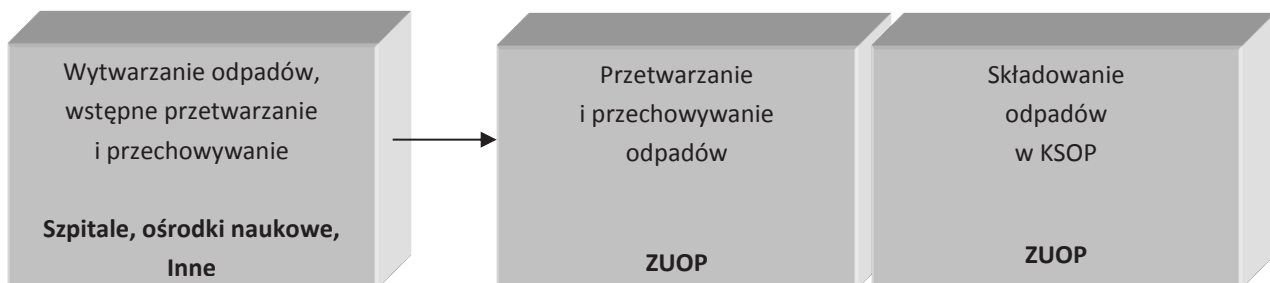 Wytwarzanie odpadów,
wstępne przetwarzanie
i przechowywanie
Szpitale, ośrodki naukowe,
Inne
Przetwarzanie
i przechowywanie
odpadów
ZUOP
Składowanie
odpadów
w KSOP
ZUOP